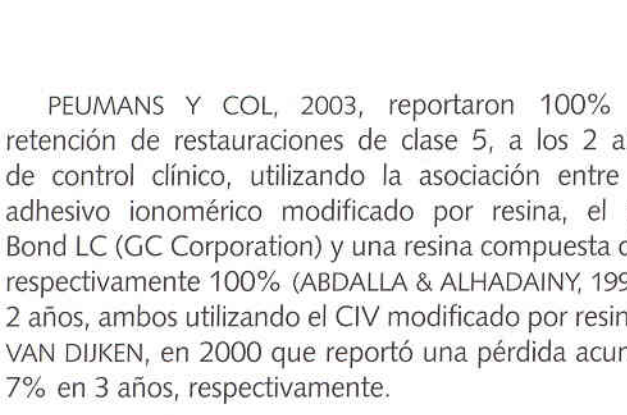 PEUMANS Y COL, 2003, reportaron 100%
retención de restauraciones de clase 5, a los 2 a
de control clínico, utilizando la asociación entre
adhesivo ionomérico modificado por resina, el
Bond LC (GC Corporation) y una resina compuesta
respectivamente 100% (ABDALLA & ALHADAINY, 199
2 años, ambos utilizando el CIV modificado por resin
VAN DIJKEN, en 2000 que reportó una pérdida acu
7% en 3 años, respectivamente.